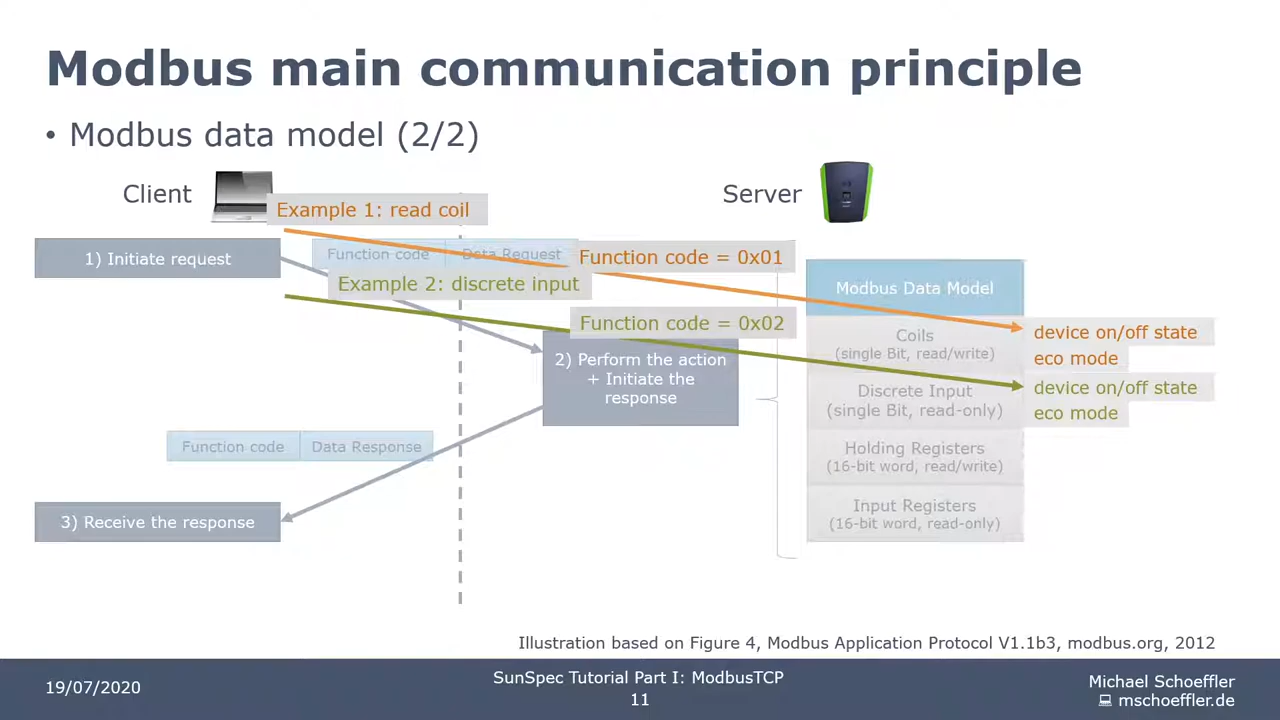 Modbus main communication principle
• Modbus data model (2/2)
Client
Server
Example 1: read coil
1) Initiate request
Function code
Data Request
Function code = 0x01
Example 2: discrete input
Function code = 0x02
2) Perform the action
+ Initiate the
response
Function code
Data Response
3) Receive the response
Modbus Data Model
Coils
(single Bit, read/write)
device on/off state
eco mode
Discrete Input
(single Bit, read-only)
device on/off state
eco mode
Holding Registers
(16-bit word, read/write)
Input Registers
(16-bit word, read-only)
Illustration based on Figure 4, Modbus Application Protocol V1.1b3, modbus.org, 2012
19/07/2020
SunSpec Tutorial Part I: ModbusTCP
11
Michael Schoeffler
mschoeffler.de